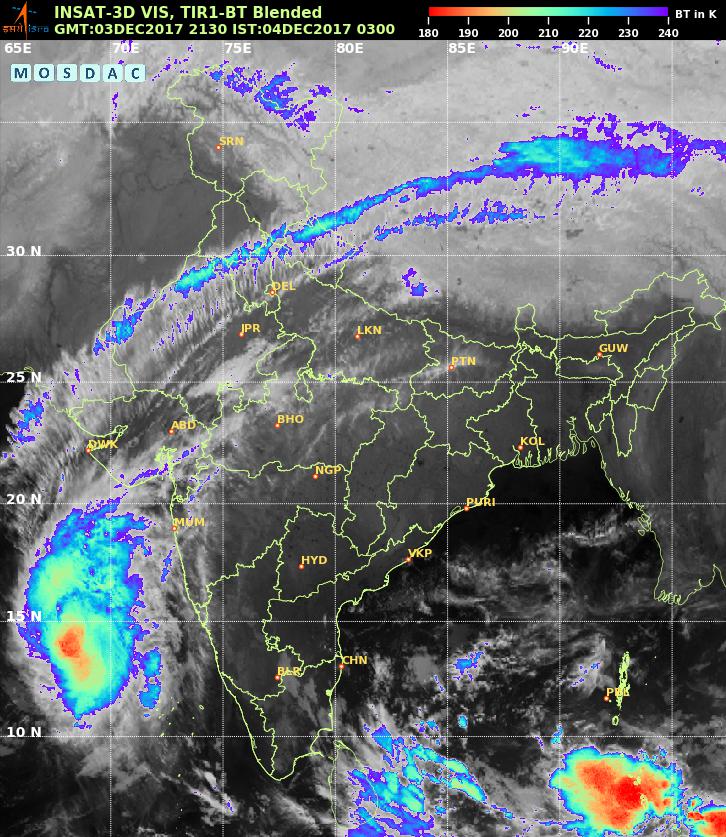 INSAT-3D VIS, TIR1-BT Blended
GMT:03DEC2017 2130 IST:04DEC2017 0300
BT in K
180 190 200 210 220 230 240
65E 70E 75E 80E 85E 90E
M O S D A C
SRN
30 N
DEL
JPR LKN
GUW
PTN
25 N
ABD BHO
DWK KOL
NGP
20 N PURI
MUM
HYD VKP
15 N
BLR CHN
PBL
10 N